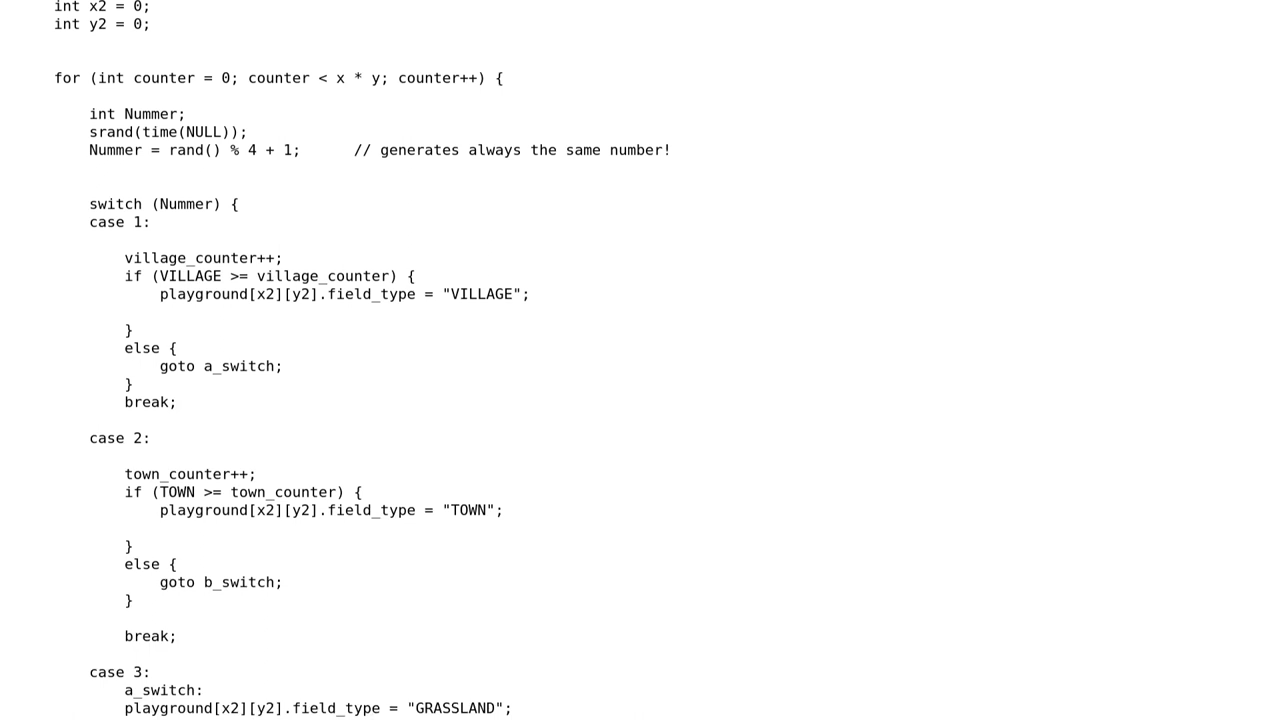 int x2 = 0;
int y2 = 0;
for (int counter = 0; counter < x * y; counter++) {
int Nummer;
srand(time(NULL));
Nummer = rand() % 4 + 1;      // generates always the same number!
switch (Nummer) {
case 1:
village_counter++;
if (VILLAGE >= village_counter) {
playground[x2][y2].field_type = "VILLAGE";
}
else {
goto a_switch;
}
break;
case 2:
town_counter++;
if (TOWN >= town_counter) {
playground[x2][y2].field_type = "TOWN";
}
else {
goto b_switch;
}
break;
case 3:
a_switch:
playground[x2][y2].field_type = "GRASSLAND";